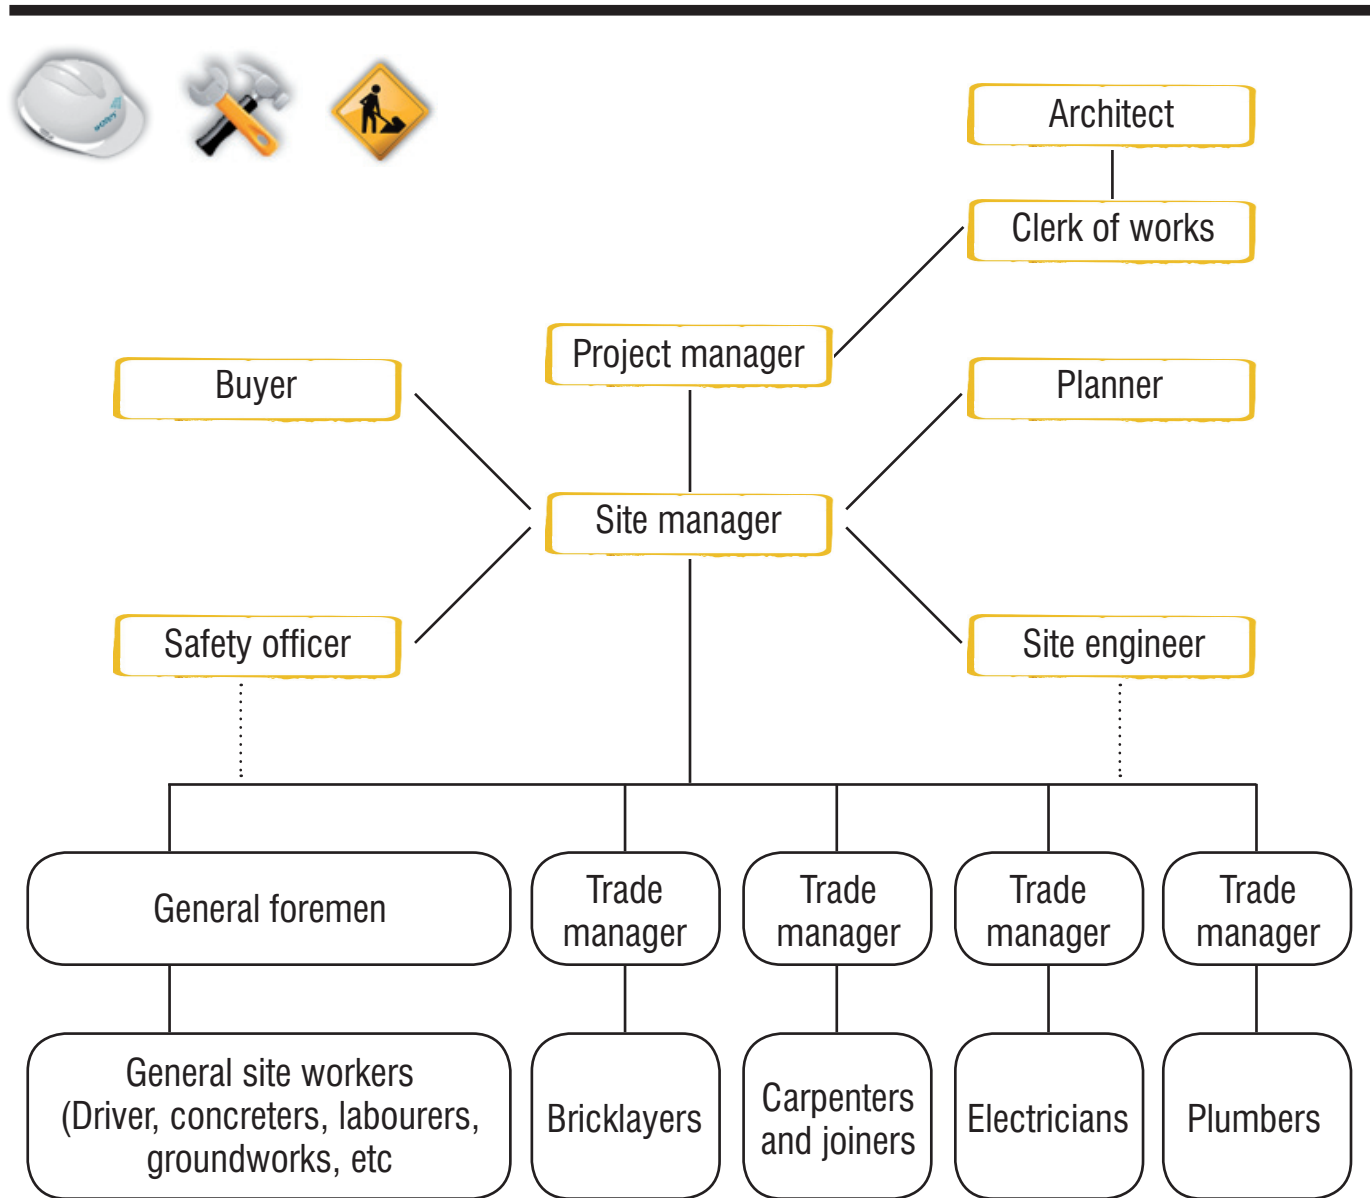 Architect
Clerk of works
Project manager
Buyer
Planner
Site manager
Safety officer
Site engineer
General foremen
Trade
manager
Trade
manager
Trade
manager
Trade
manager
General site workers
(Driver, concreters, labourers,
groundworks, etc
Bricklayers
Carpenters
and joiners
Electricians
Plumbers